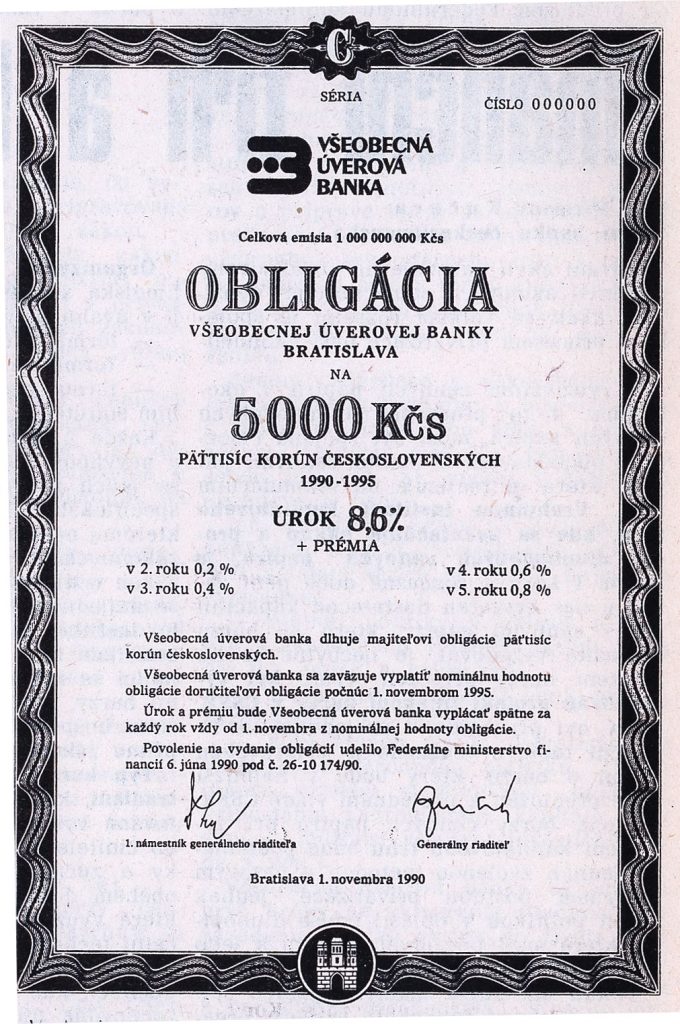 SÉRIA
ČÍSLO 000000
VŠEOBECNÁ
ÚVEROVÁ
BANKA
Celková emisia 1 000 000 000 Kčs
OBLIGÁCIA
VŠEOBECNEJ ÚVEROVEJ BANKY
BRATISLAVA
NA
5000 Kčs
PÄŤTISÍC KORÚN ČESKOSLOVENSKÝCH
1990-1995
ÚROK 8,6%
+ PRÉMIA
v 2. roku 0,2 %
v 3. roku 0,4 %
v 4. roku 0,6 %
v 5. roku 0,8 %
Všeobecná úverova banka dlhuje majiteľovi obligácie päťtisíc
korún československých.
Všeobecná úverova banka sa zaväzuje vyplatiť nominálnu hodnotu
obligácie doručiteľovi obligácie počnúc 1. novembrom 1995.
Úrok a prémiu bude Všeobecná úverova banka vyplácať spätne za
každý rok vždy od 1. novembra z nominálnej hodnoty obligácie.
Povolenie na vydanie obligácií udelilo Federálne ministerstvo fi-
nancií 6. júna 1990 pod č. 26-10 174/90.
1. námestník generálneho riaditeľa
Generálny riaditeľ
Bratislava 1. novembra 1990